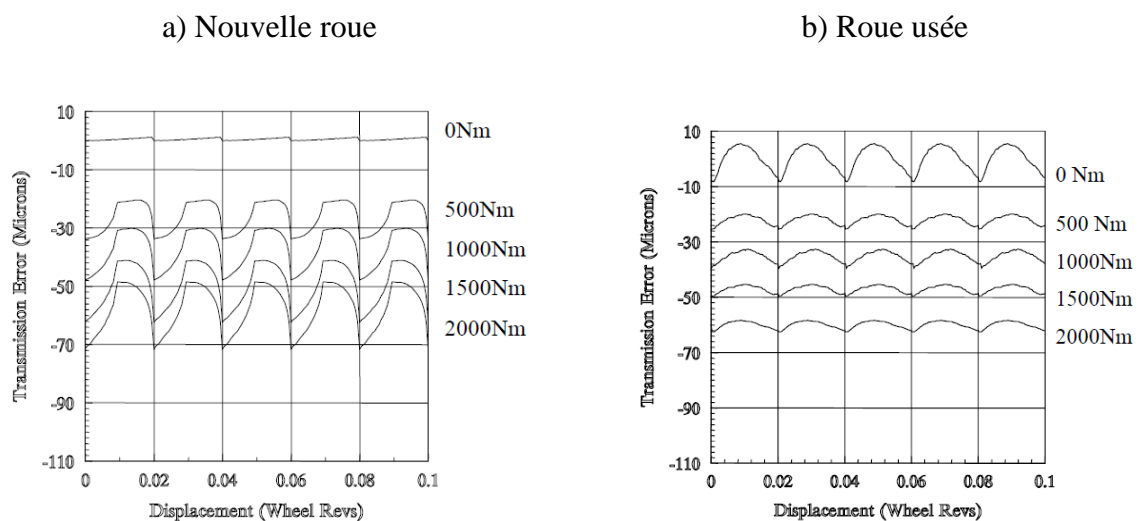 a) Nouvelle roue
10
-10
-30
-50
-70
-90
-110
Transmission Error (Microns)
0Nm
500Nm
1000Nm
1500Nm
2000Nm
0 0.02 0.04 0.06 0.08 0.1
Displacement (Wheel Revs)
b) Roue usée
10
-10
-30
-50
-70
-90
-110
Transmission Error (Microns)
0 Nm
500 Nm
1000Nm
1500Nm
2000Nm
0 0.02 0.04 0.06 0.08 0.1
Displacement (Wheel Revs)